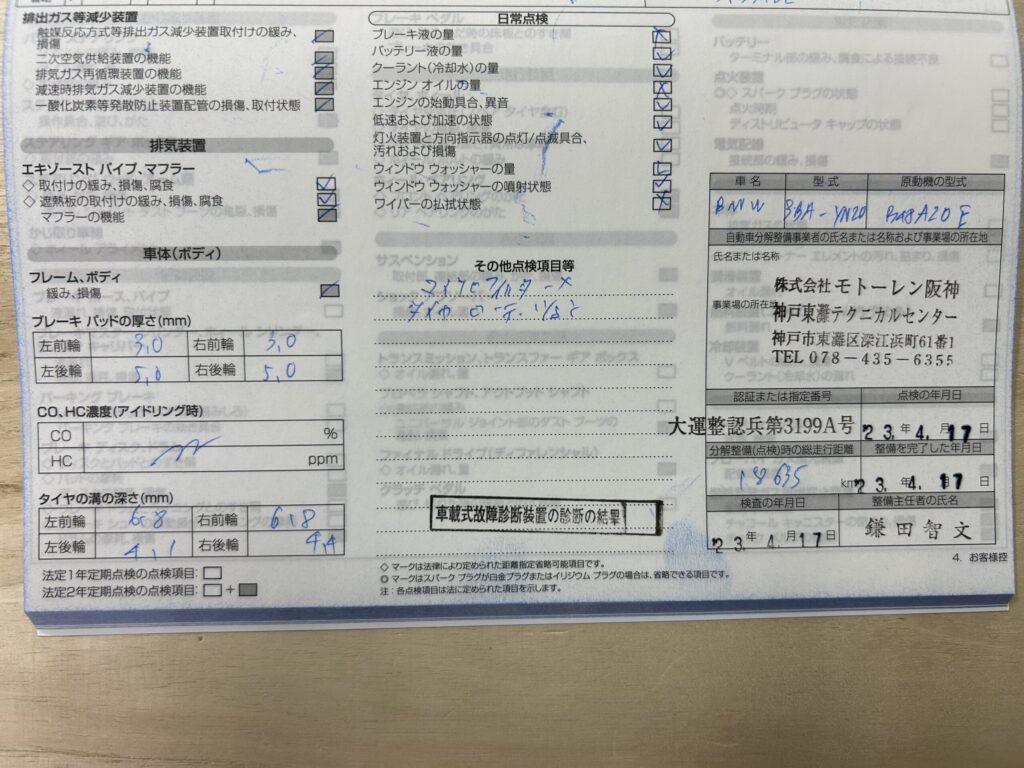 排出ガス等減少装置
触媒反応方式等排出ガス減少装置取付けの緩み、
損傷
二次空気供給装置の機能
排気ガス再循環装置の機能
減速時排気ガス減少装置の機能
一酸化炭素等発散防止装置配管の損傷、取付状態
排気装置
エキゾースト パイプ、マフラー
◇ 取付けの緩み、損傷、腐食
◇ 遮熱板の取付けの緩み、損傷、腐食
マフラーの機能
車体(ボディ)
フレーム、ボディ
緩み、損傷
ブレーキ パッドの厚さ(mm)
左前輪 3,0 右前輪 3,0
左後輪 5,0 右後輪 5,0
CO、HC濃度(アイドリング時)
CO %
HC ppm
タイヤの溝の深さ(mm)
左前輪 6.8 右前輪 6.8
左後輪 4,1 右後輪 4,4
法定1年定期点検の点検項目:
法定2年定期点検の点検項目: +
日常点検
ブレーキ液の量
バッテリー液の量
クーラント(冷却水)の量
エンジン オイルの量
エンジンの始動具合、異音
低速および加速の状態
灯火装置と方向指示器の点灯/点滅具合、
汚れおよび損傷
ウィンドウ ウォッシャーの量
ウィンドウ ウォッシャーの噴射状態
ワイパーの払拭状態
その他点検項目等
車載式故障診断装置の診断の結果
◇ マークは法律により定められた距離指定省略可能項目です。
◎ マークはスパーク プラグが白金プラグまたはイリジウム プラグの場合は、省略できる項目です。
注:各点検項目は法に定められた項目を示します。
車名 型式 原動機の型式
BMW 3BA-YN20 B48A20E
自動車分解整備事業者の氏名または名称および事業場の所在地
氏名または名称
株式会社 モトーレン阪神
事業場の所在地
神戸東灘テクニカルセンター
神戸市東灘区深江浜町61番1
TEL 078-435-6355
認証または指定番号 点検の年月日
大運整認兵第3199A号 23.年 4.月 17日
分解整備(点検)時の総走行距離 整備を完了した年月日
18635 km 23.年 4.月 17日
検査の年月日 整備主任者の氏名
23.年 4.月 17日 鎌田智文
4. お客様控